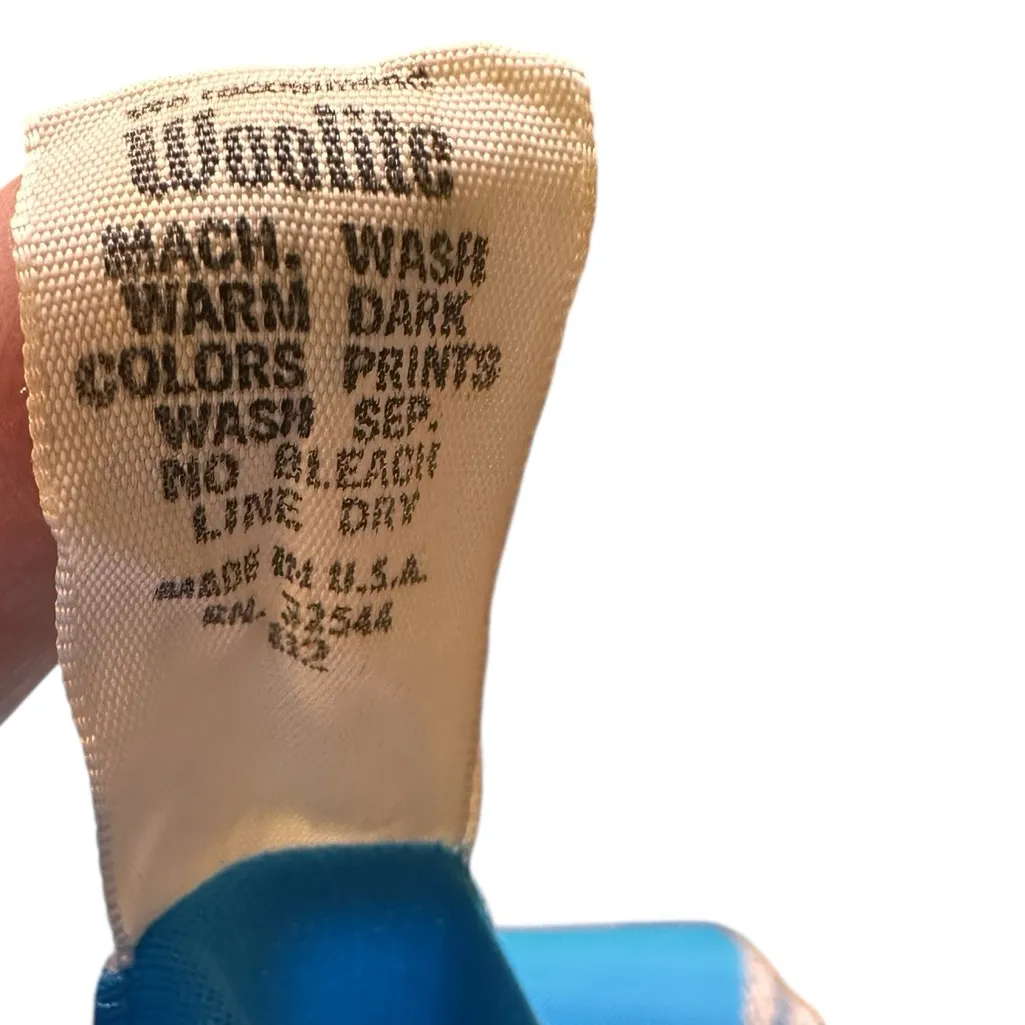 Woolite
MACH. WASH
WARM DARK
COLORS PRINTS
WASH SEP.
NO BLEACH
LINE DRY
MADE IN U.S.A.
RN- 32544